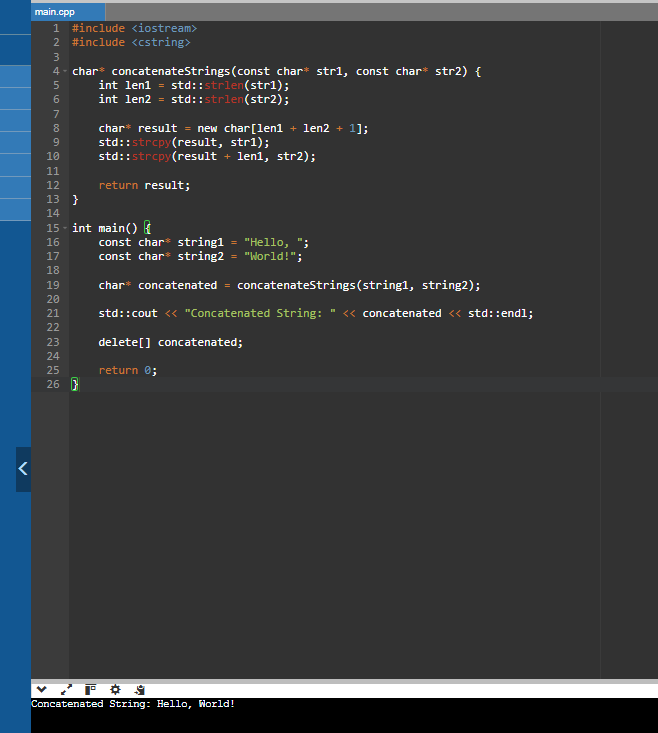 main.cpp
1 #include <iostream>
2 #include <cstring>
3
4 char* concatenateStrings(const char* str1, const char* str2) {
5     int len1 = std::strlen(str1);
6     int len2 = std::strlen(str2);
7
8     char* result = new char[len1 + len2 + 1];
9     std::strcpy(result, str1);
10     std::strcpy(result + len1, str2);
11
12     return result;
13 }
14
15 int main() {
16     const char* string1 = "Hello, ";
17     const char* string2 = "World!";
18
19     char* concatenated = concatenateStrings(string1, string2);
20
21     std::cout << "Concatenated String: " << concatenated << std::endl;
22
23     delete[] concatenated;
24
25     return 0;
26 }
Concatenated String: Hello, World!